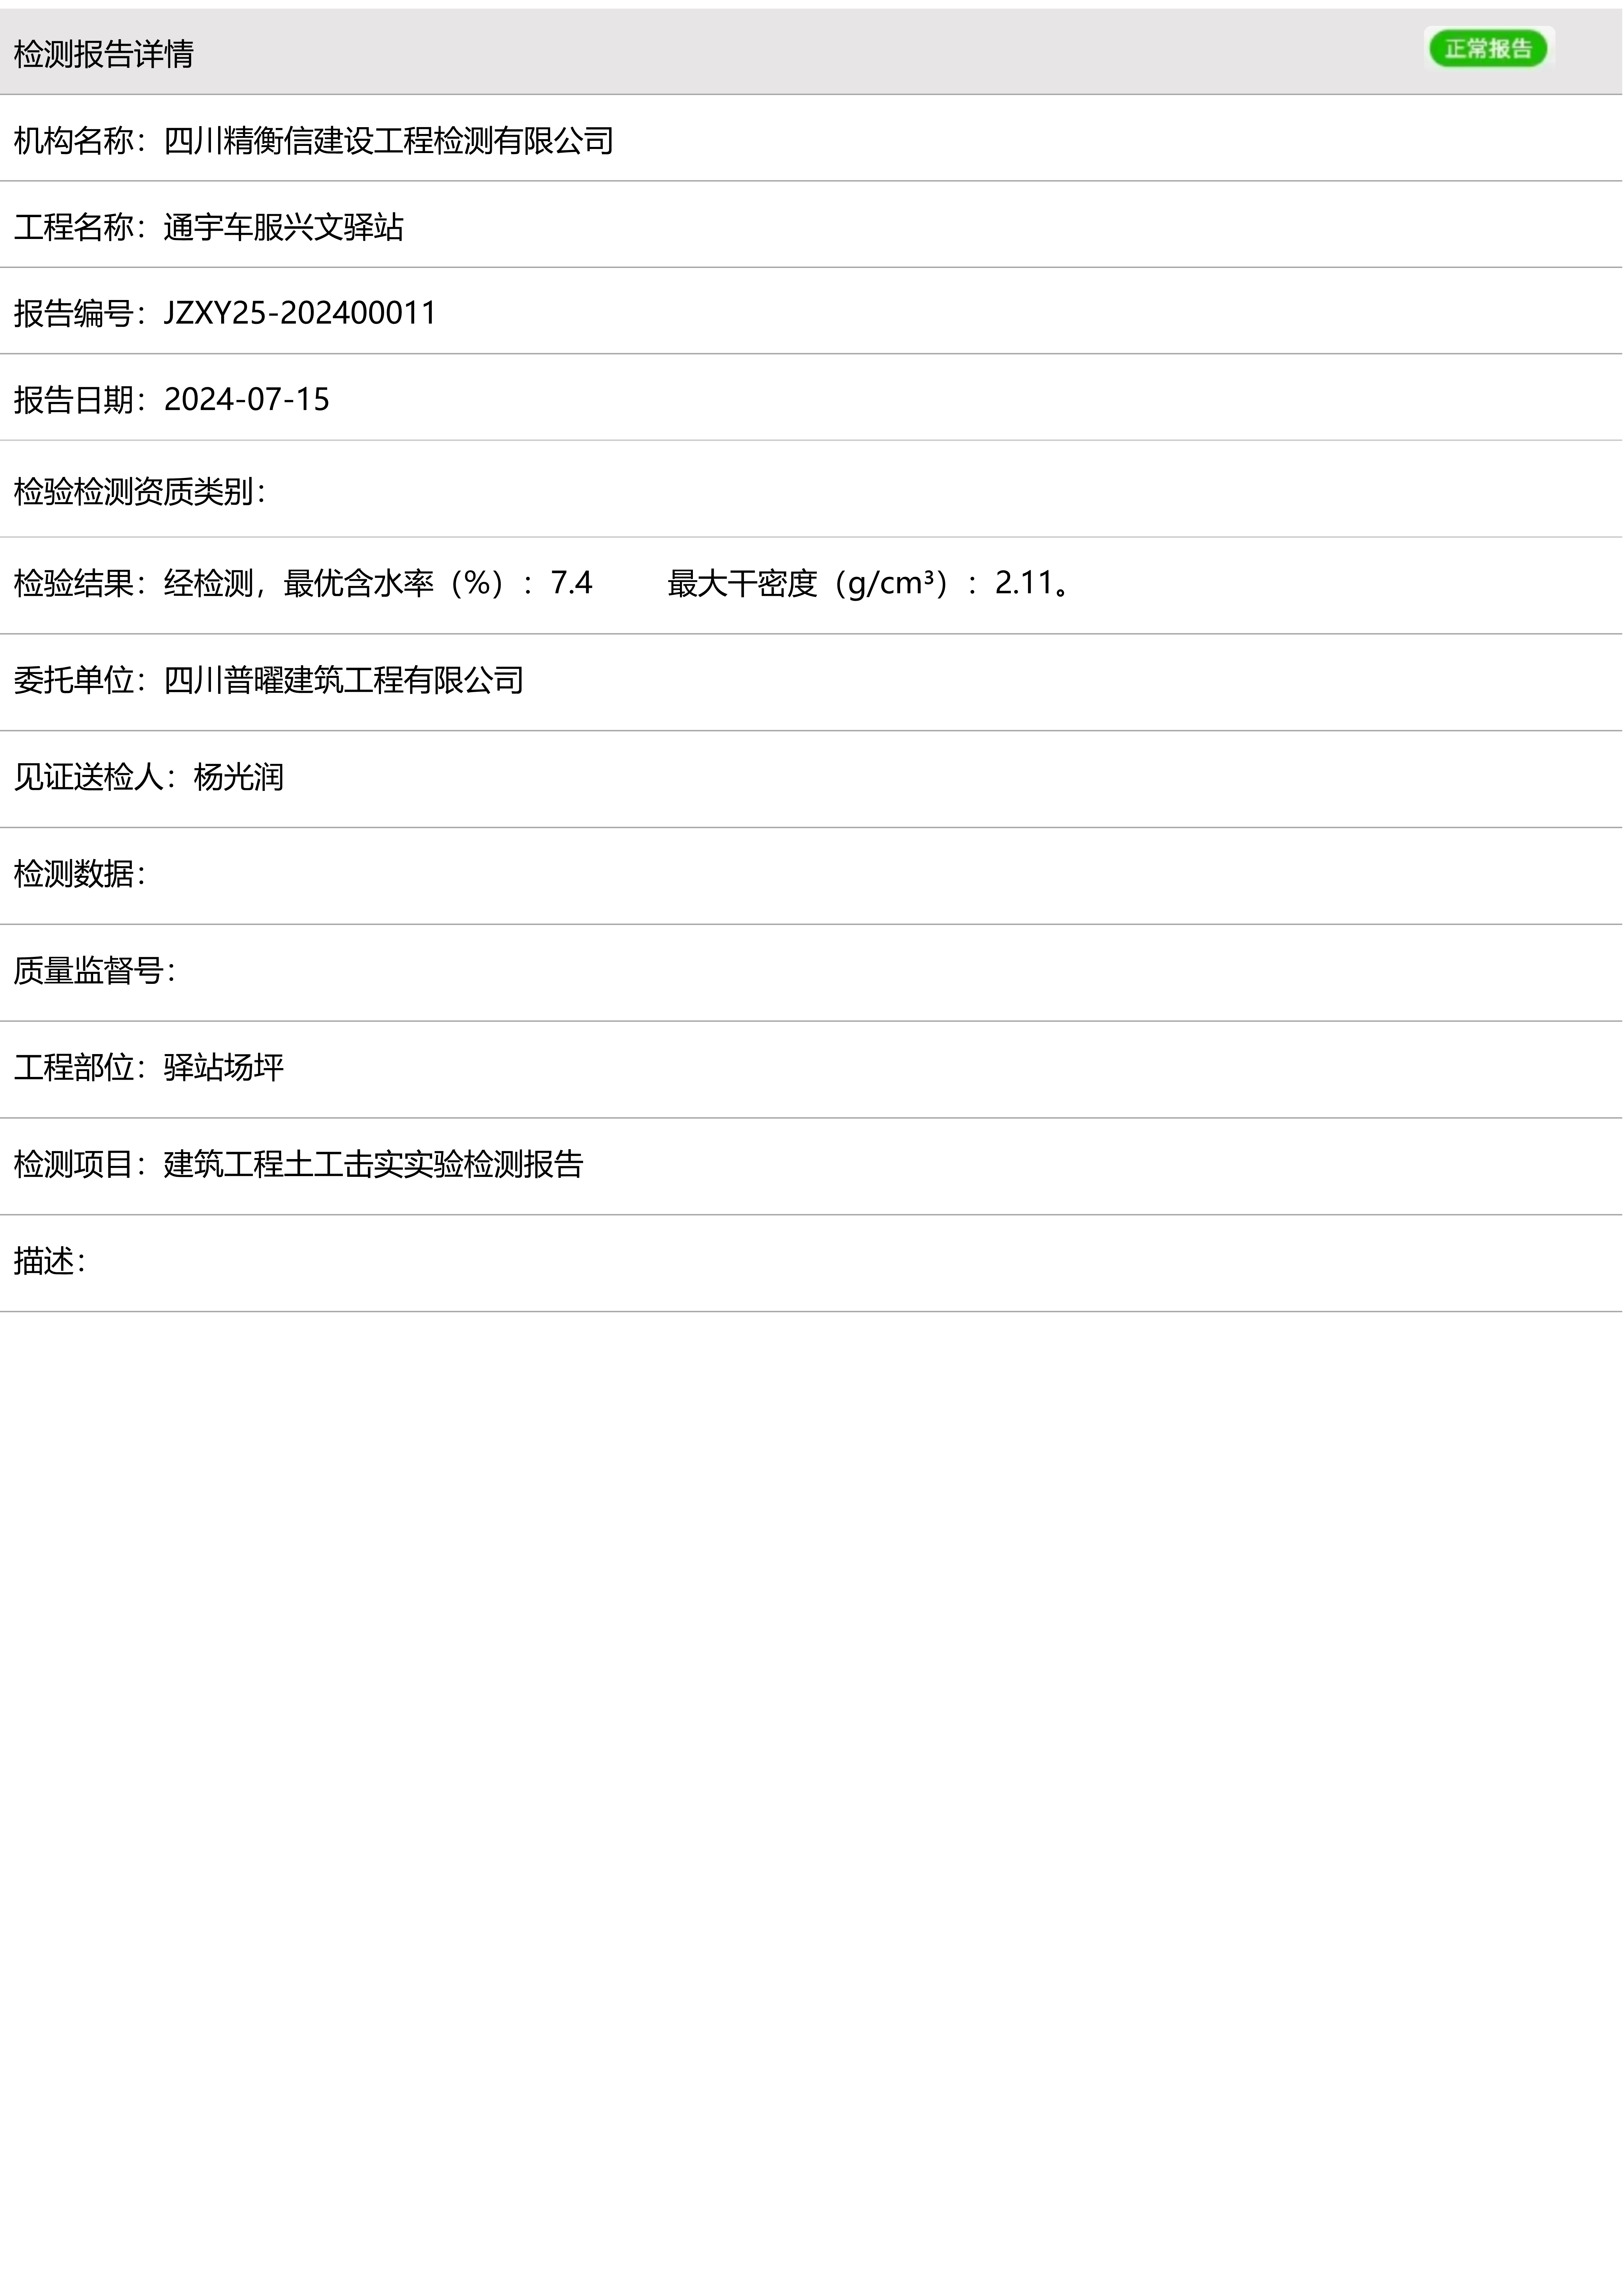 检测报告详情 正常报告
机构名称：四川精衡信建设工程检测有限公司
工程名称：通宇车服兴文驿站
报告编号：JZXY25-202400011
报告日期：2024-07-15
检验检测资质类别：
检验结果：经检测，最优含水率（%）：7.4 最大干密度（g/cm³）：2.11。
委托单位：四川普曜建筑工程有限公司
见证送检人：杨光润
检测数据：
质量监督号：
工程部位：驿站场坪
检测项目：建筑工程土工击实实验检测报告
描述：